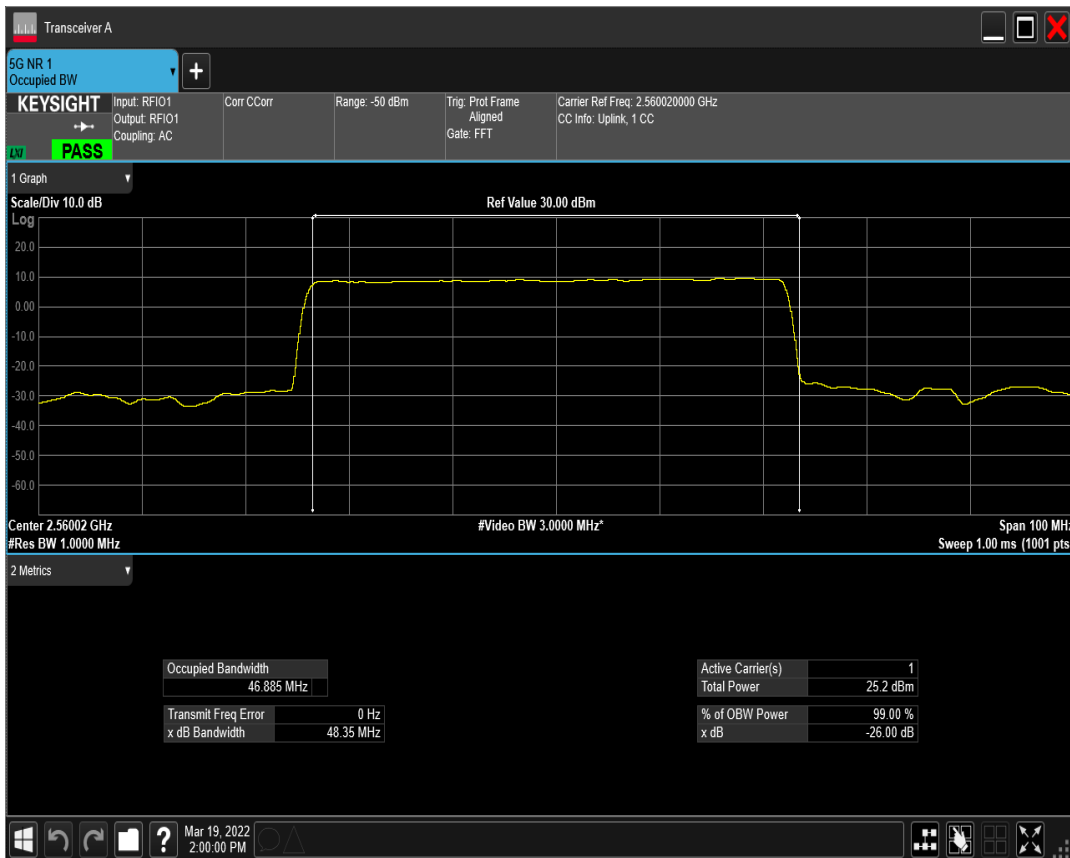 Transceiver A
5G NR 1
Occupied BW
+
KEYSIGHT
LXI PASS
Input: RFIO1
Output: RFIO1
Coupling: AC
Corr CCorr
Range: -50 dBm
Trig: Prot Frame
Aligned
Gate: FFT
Carrier Ref Freq: 2.560020000 GHz
CC Info: Uplink, 1 CC
1 Graph
Scale/Div 10.0 dB
Ref Value 30.00 dBm
Log
20.0
10.0
0.00
-10.0
-20.0
-30.0
-40.0
-50.0
-60.0
Center 2.56002 GHz
#Video BW 3.0000 MHz*
Span 100 MHz
#Res BW 1.0000 MHz
Sweep 1.00 ms (1001 pts
2 Metrics
Occupied Bandwidth
46.885 MHz
Transmit Freq Error 0 Hz
x dB Bandwidth 48.35 MHz
Active Carrier(s) 1
Total Power 25.2 dBm
% of OBW Power 99.00 %
x dB -26.00 dB
?
Mar 19, 2022
2:00:00 PM